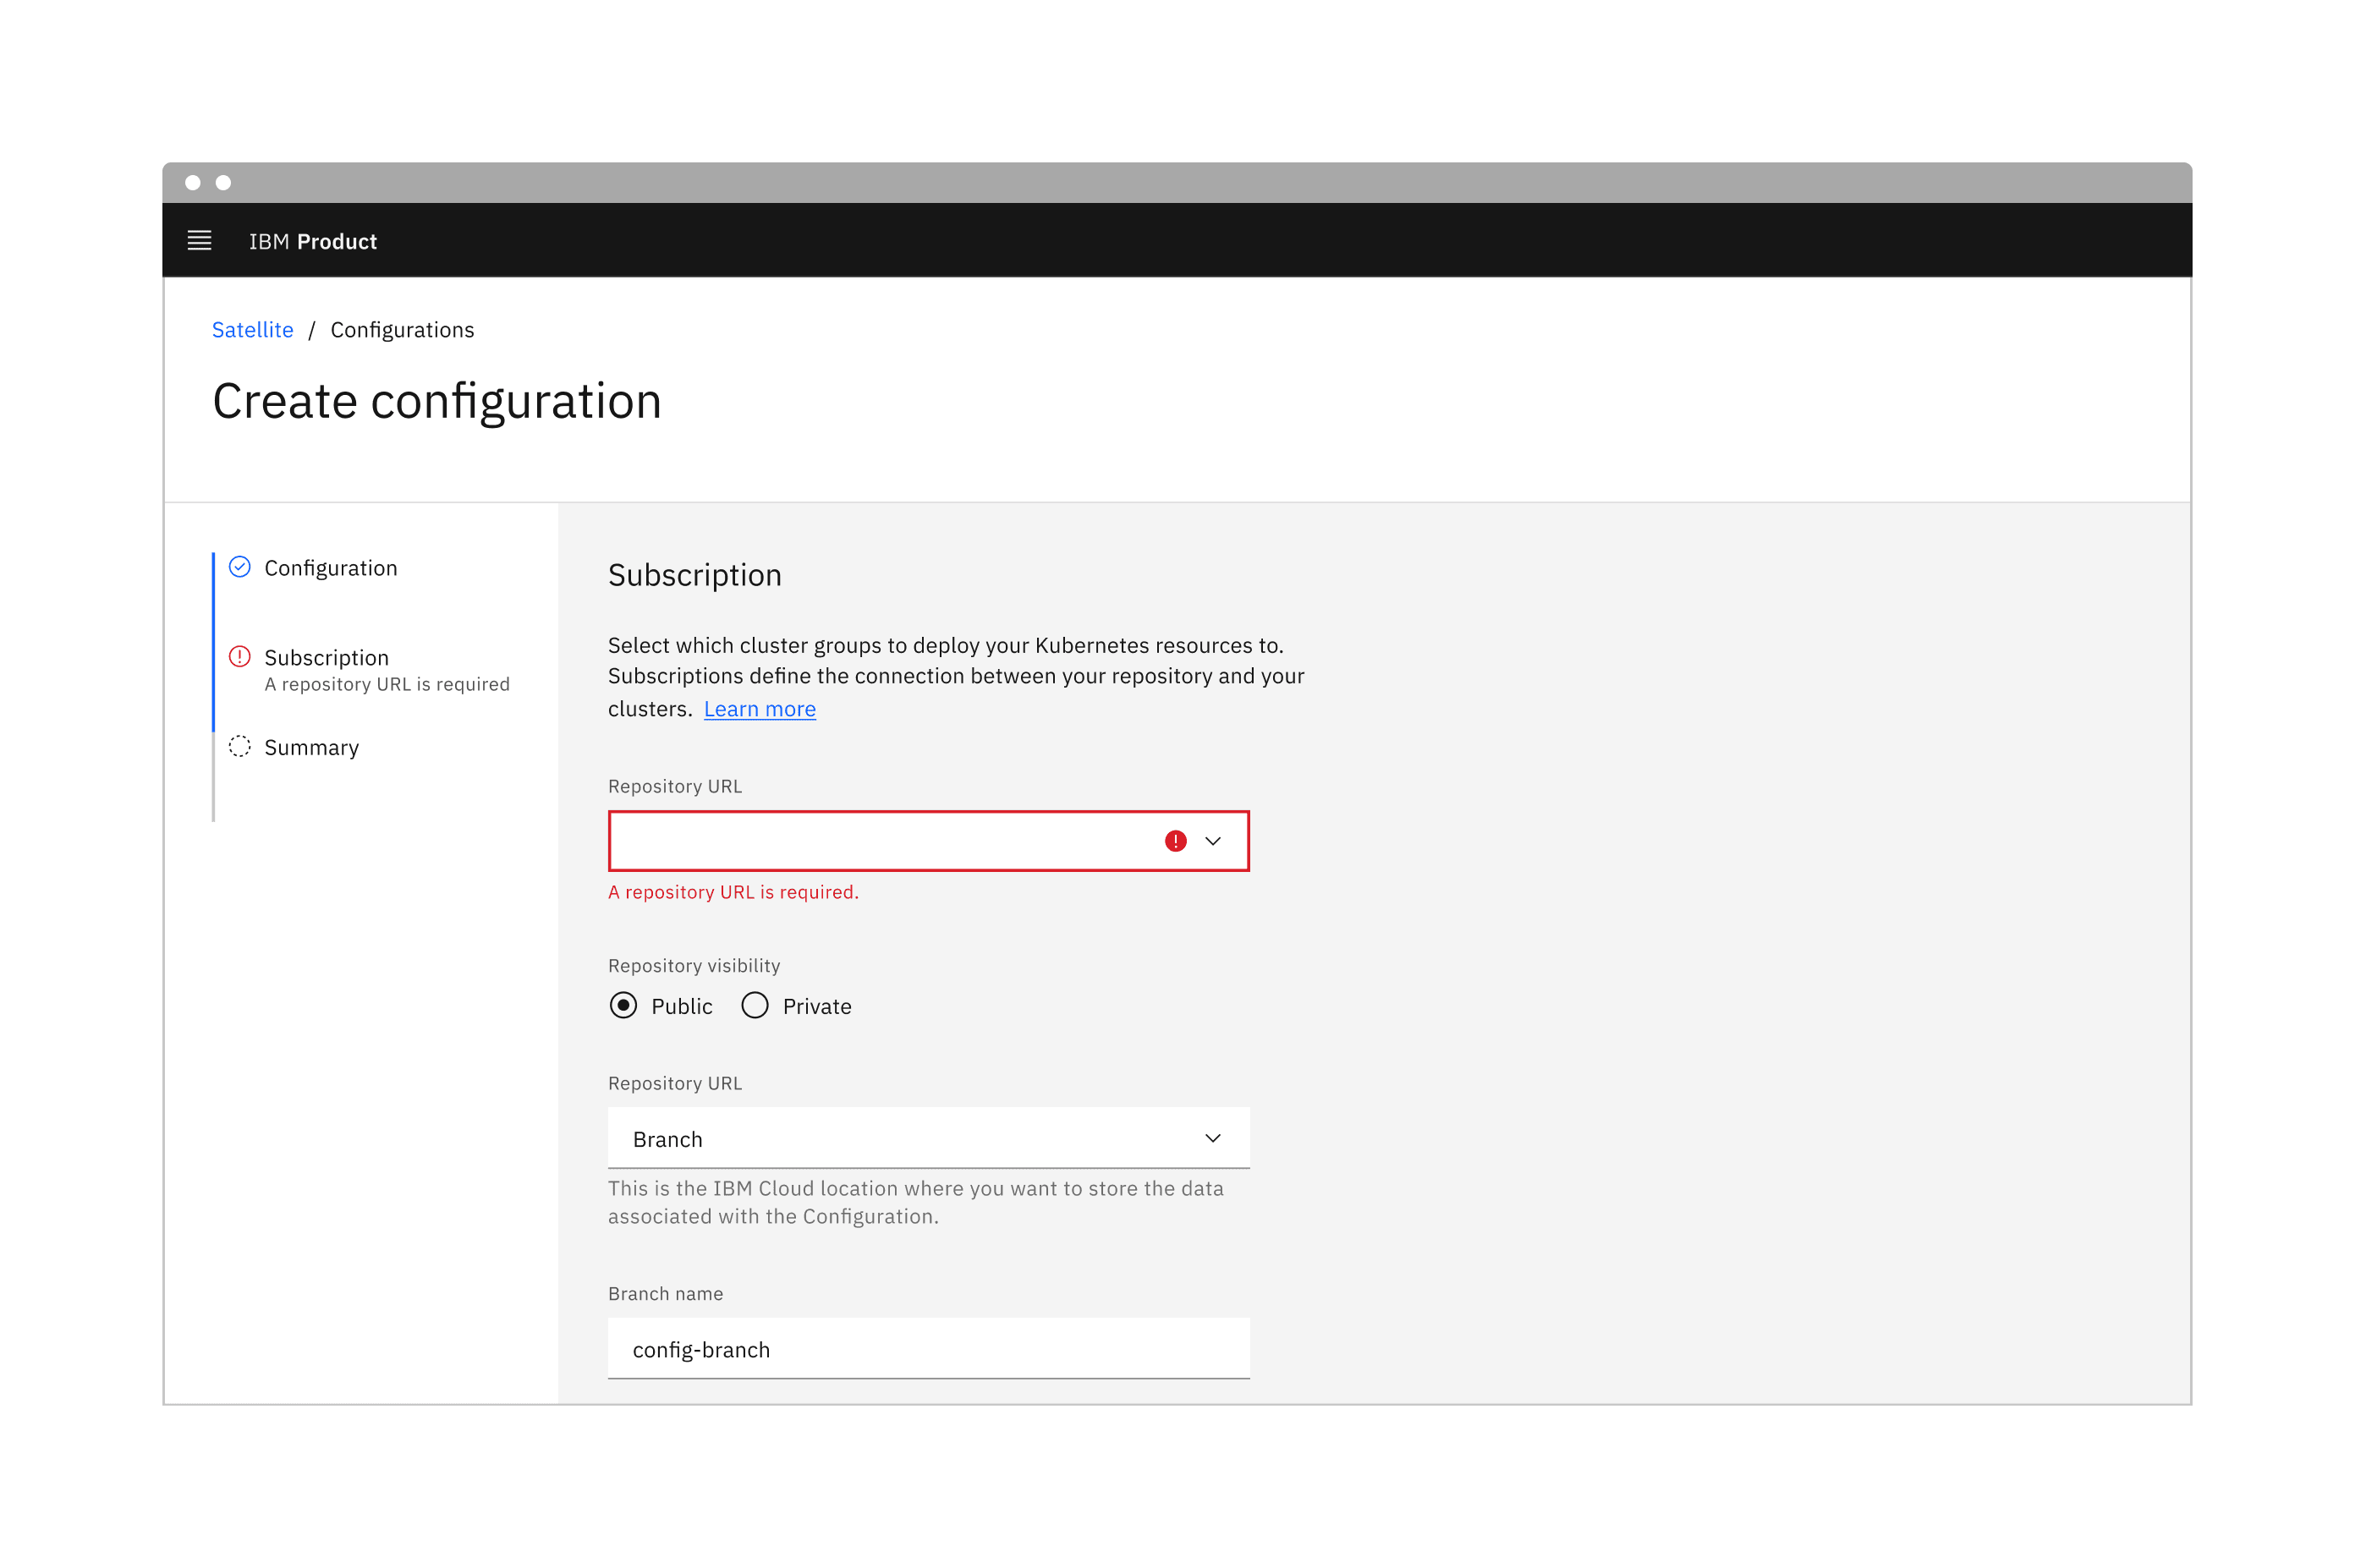 IBM Product
Satellite / Configurations
Create configuration
Configuration
Subscription
A repository URL is required
Summary
Subscription
Select which cluster groups to deploy your Kubernetes resources to.
Subscriptions define the connection between your repository and your
clusters. Learn more
Repository URL
A repository URL is required.
Repository visibility
Public Private
Repository URL
Branch
This is the IBM Cloud location where you want to store the data
associated with the Configuration.
Branch name
config-branch